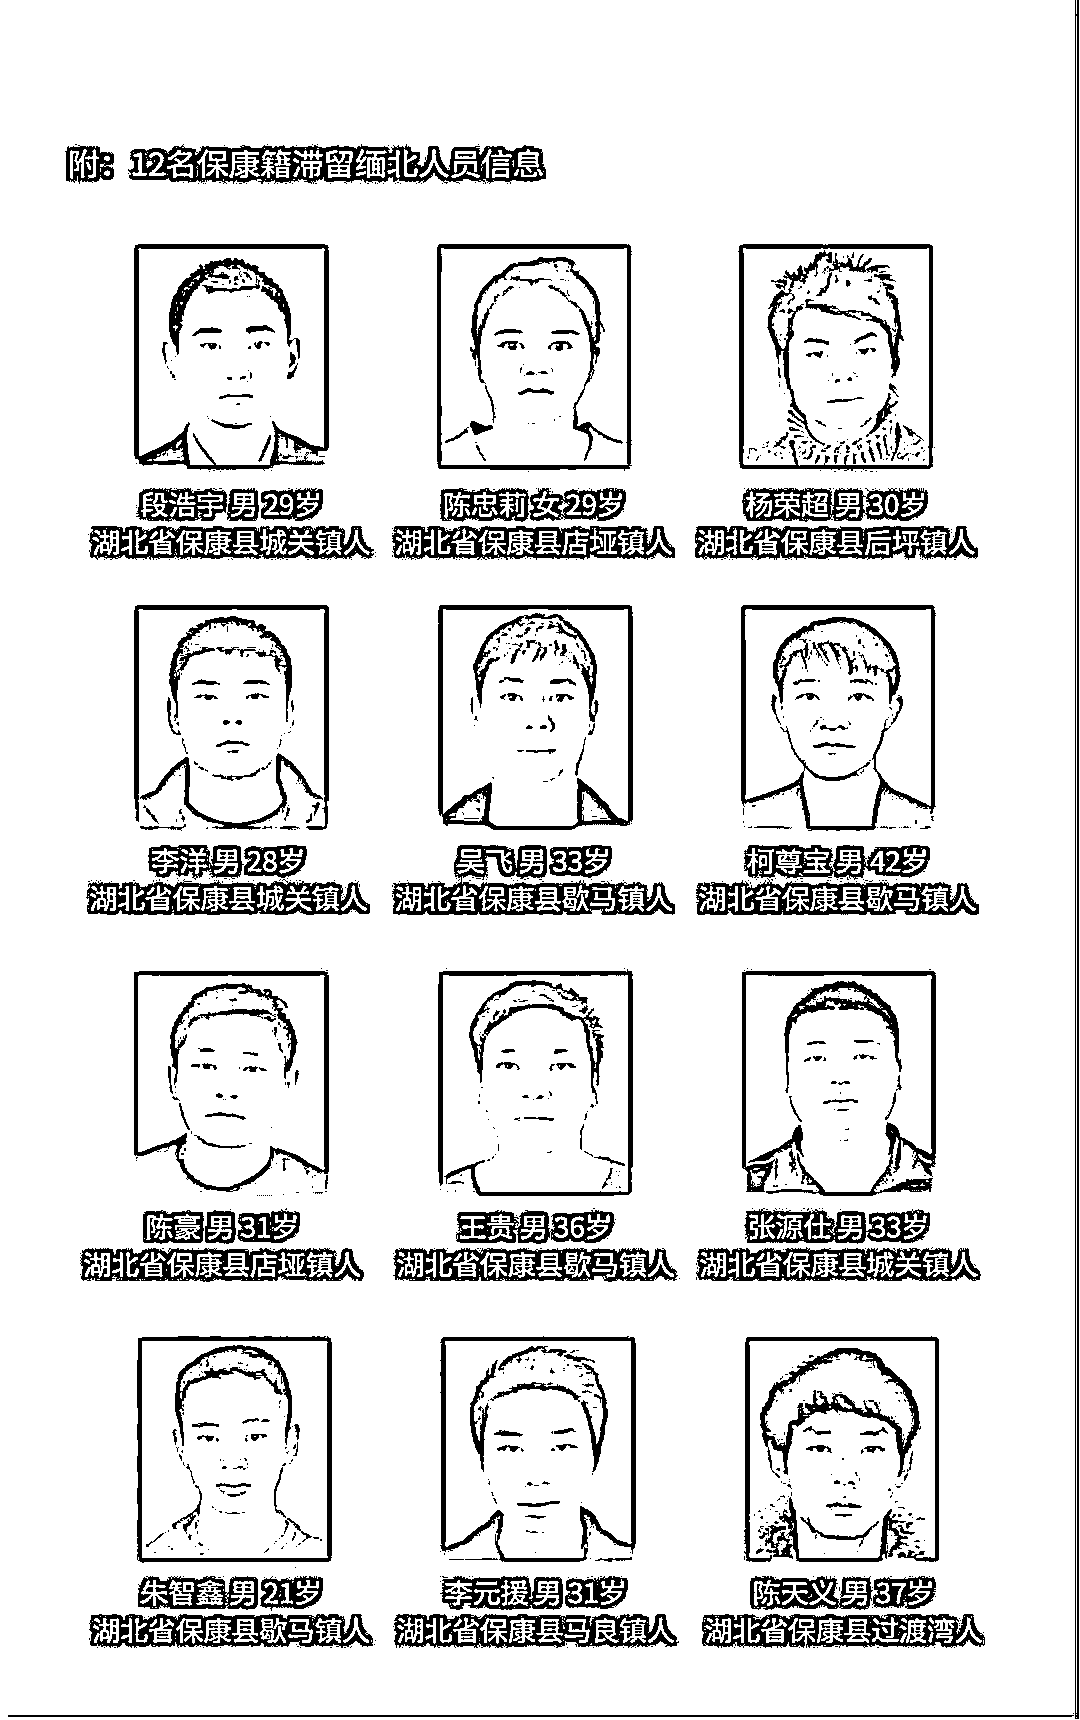 附：12名保康籍滞留缅北人员信息
段浩宇 男 29岁
湖北省保康县城关镇人
陈忠莉 女 29岁
湖北省保康县店垭镇人
杨荣超 男 30岁
湖北省保康县后坪镇人
李洋 男 28岁
湖北省保康县城关镇人
吴飞 男 33岁
湖北省保康县歇马镇人
柯尊宝 男 42岁
湖北省保康县歇马镇人
陈豪 男 31岁
湖北省保康县店垭镇人
王贵 男 36岁
湖北省保康县歇马镇人
张源仕 男 33岁
湖北省保康县城关镇人
朱智鑫 男 21岁
湖北省保康县歇马镇人
李元援 男 31岁
湖北省保康县马良镇人
陈天义 男 37岁
湖北省保康县过渡湾人